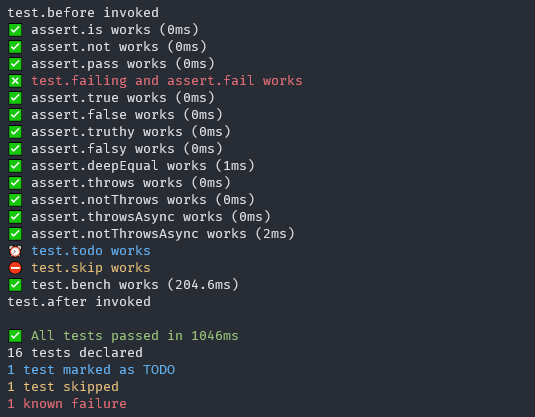 test.before invoked
✅ assert.is works (0ms)
✅ assert.not works (0ms)
✅ assert.pass works (0ms)
❎ test.failing and assert.fail works
✅ assert.true works (0ms)
✅ assert.false works (0ms)
✅ assert.truthy works (0ms)
✅ assert.falsy works (0ms)
✅ assert.deepEqual works (1ms)
✅ assert.throws works (0ms)
✅ assert.notThrows works (0ms)
✅ assert.throwsAsync works (0ms)
✅ assert.notThrowsAsync works (2ms)
⏰ test.todo works
⛔ test.skip works
✅ test.bench works (204.6ms)
test.after invoked
✅ All tests passed in 1046ms
16 tests declared
1 test marked as TODO
1 test skipped
1 known failure